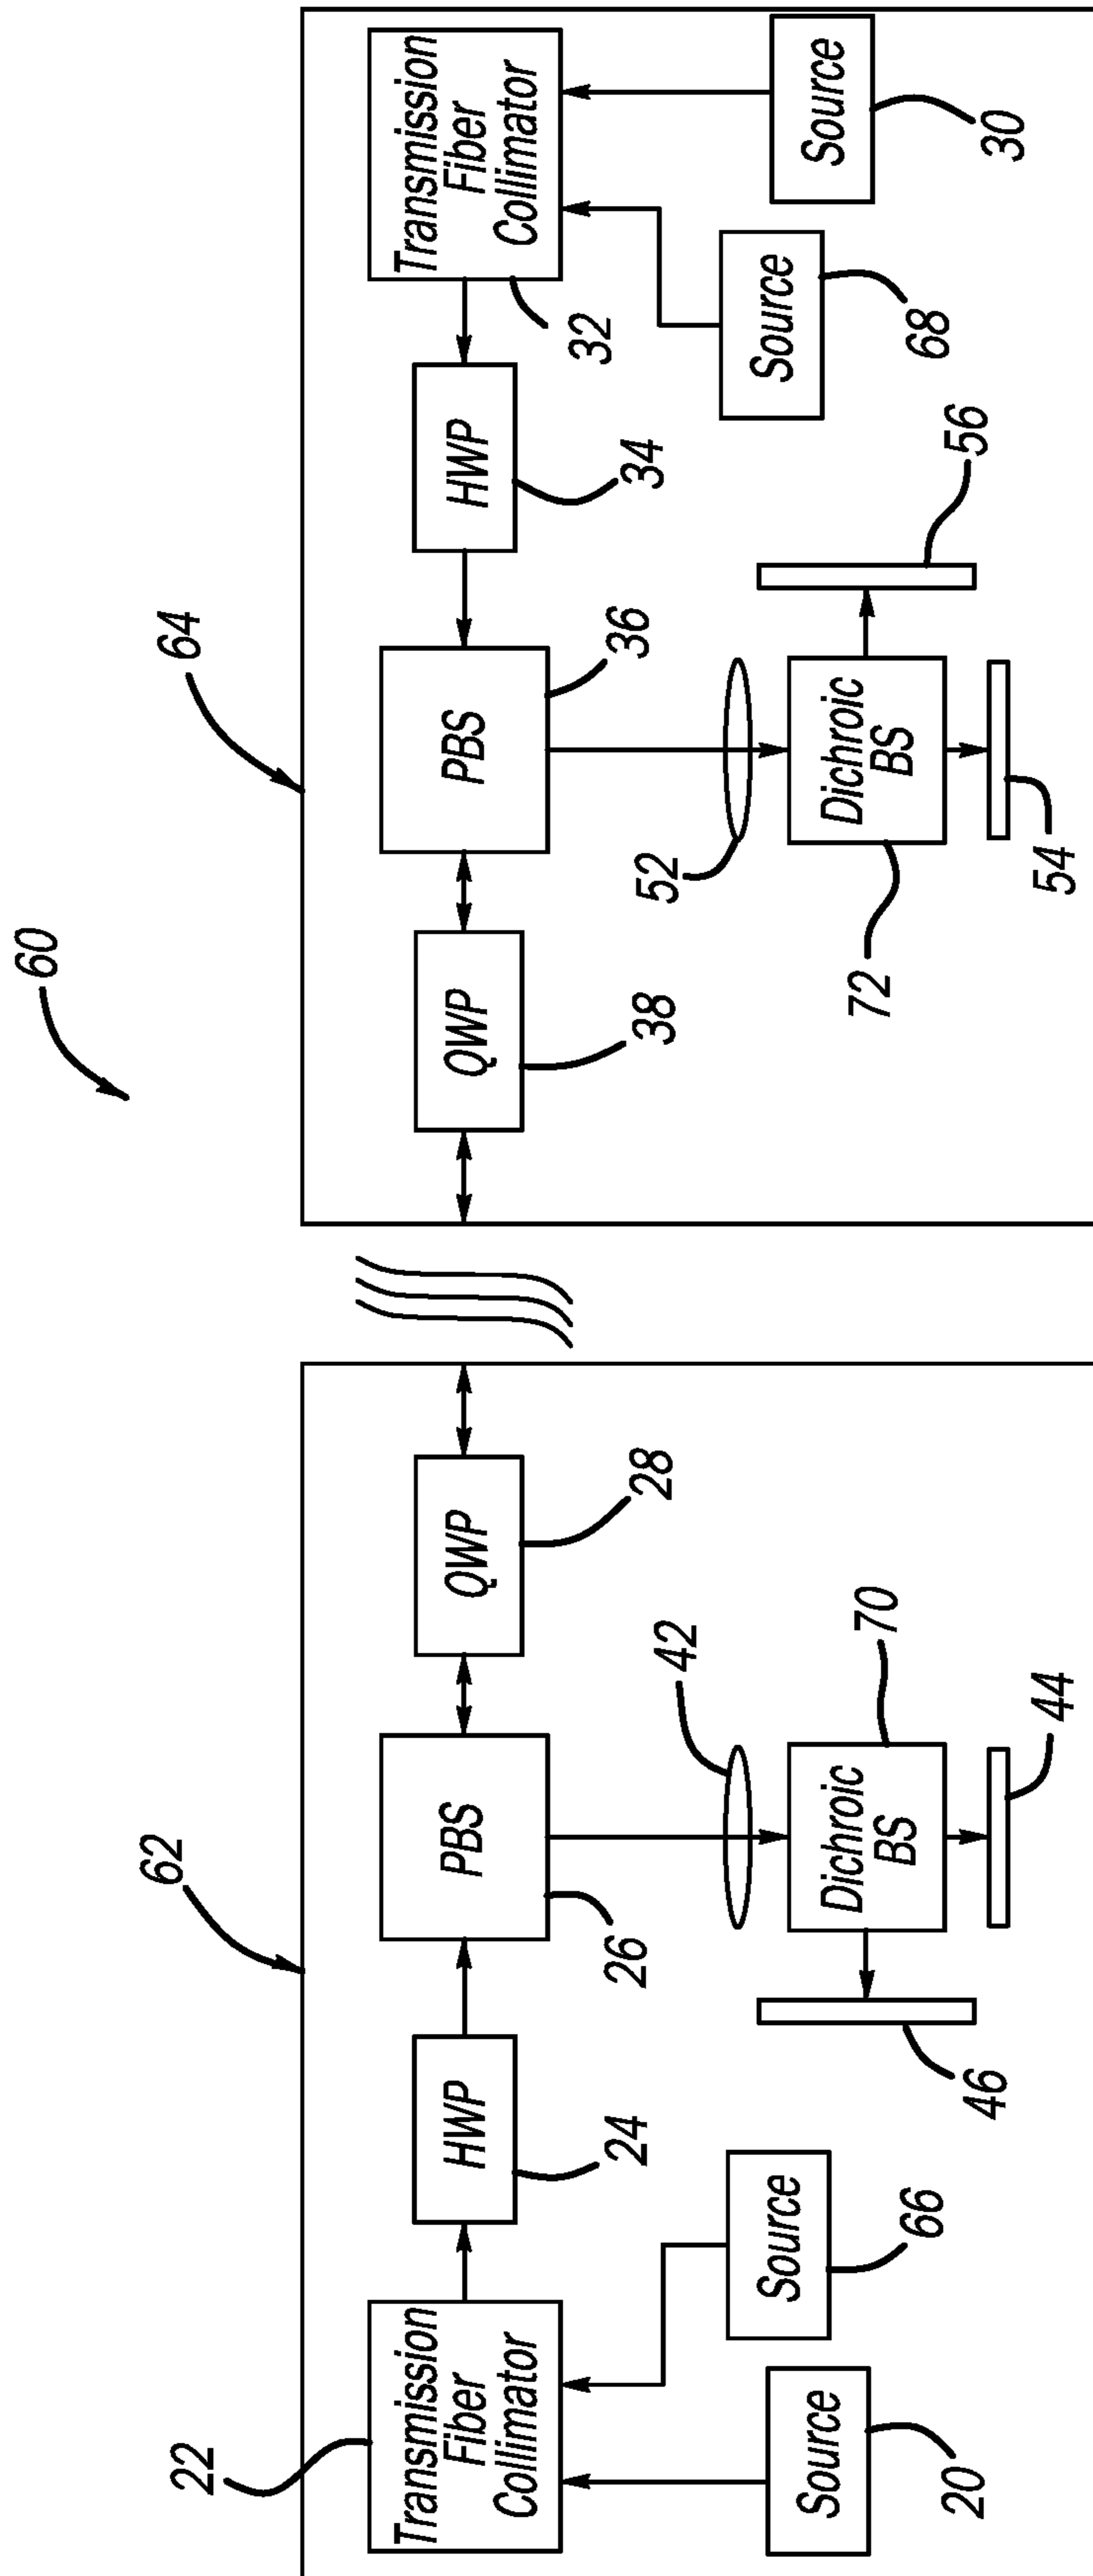 60
62
64
22
Transmission
Fiber
Collimator
HWP
24
PBS
26
QWP
28
QWP
38
PBS
36
HWP
34
Transmission
Fiber
Collimator
32
Source
20
Source
66
46
42
Dichroic
BS
70
44
52
Dichroic
BS
72
54
56
Source
68
Source
30